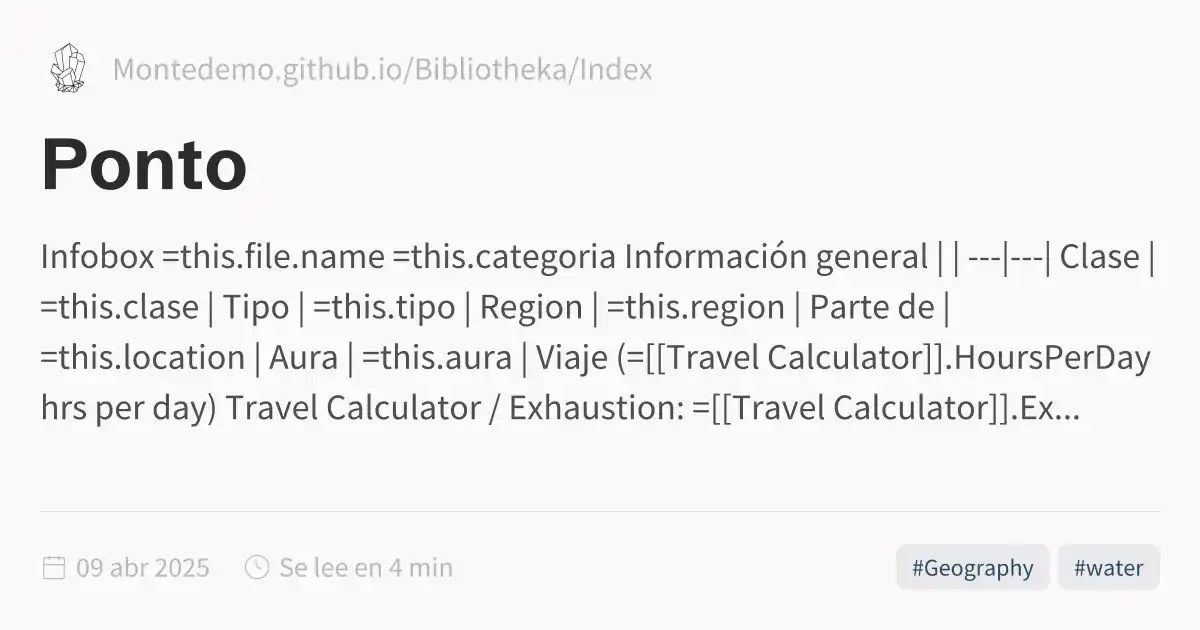 Montedemo.github.io/Bibliotheka/Index
Ponto
Infobox =this.file.name =this.categoria Información general | | ---|---| Clase |
=this.clase | Tipo | =this.tipo | Region | =this.region | Parte de |
=this.location | Aura | =this.aura | Viaje (=[[Travel Calculator]].HoursPerDay
hrs per day) Travel Calculator / Exhaustion: =[[Travel Calculator]].Ex...
09 abr 2025 Se lee en 4 min #Geography #water